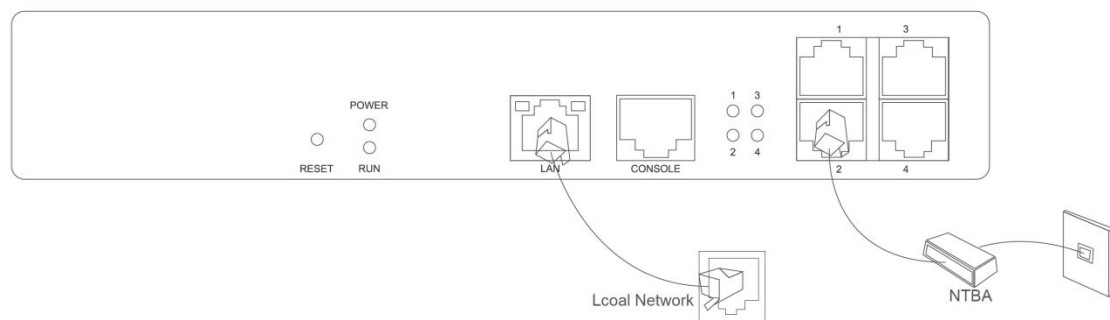 1 3
POWER
1 3
RESET RUN LAN CONSOLE 2 4 2 4
Lcoal Network
NTBA